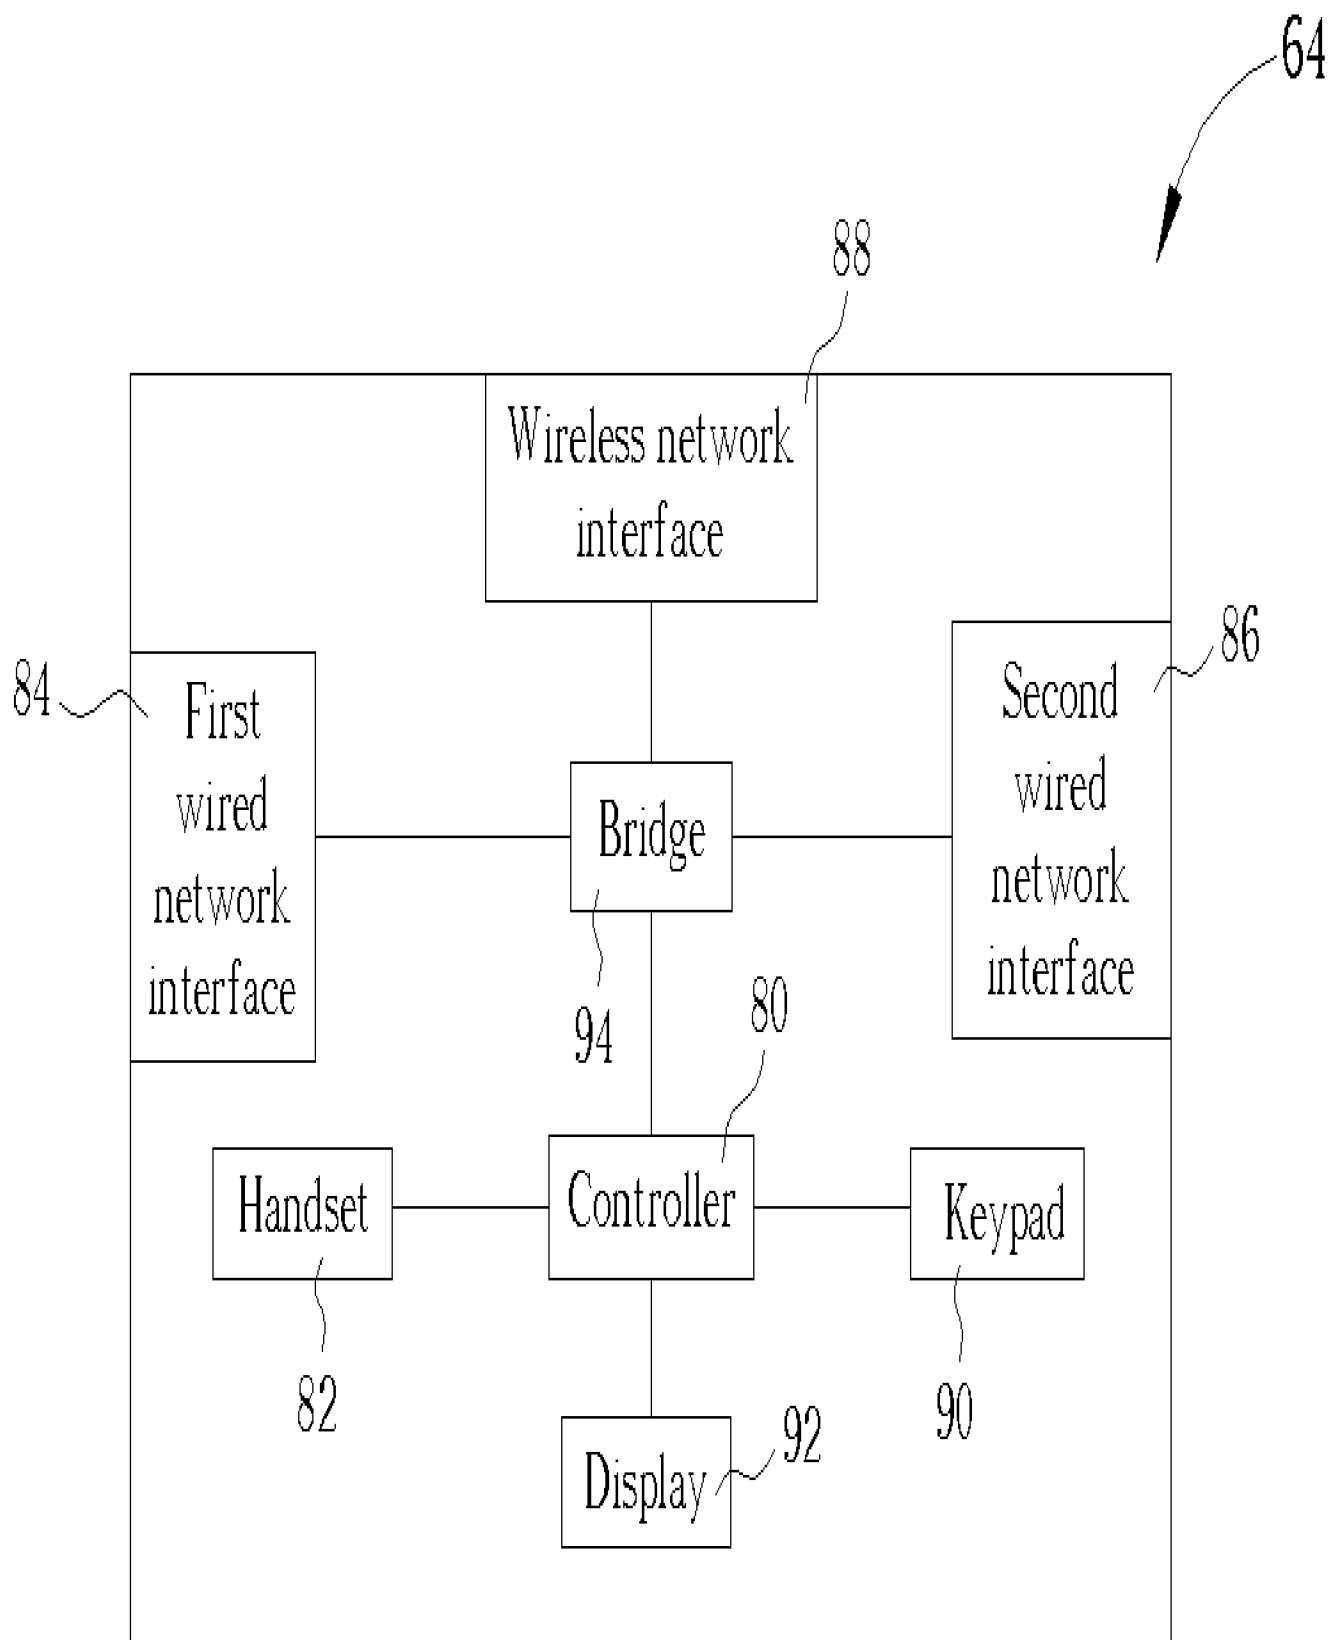 64
88
Wireless network
interface
84
First
wired
network
interface
86
Second
wired
network
interface
Bridge
94
80
Handset
Controller
Keypad
82
90
Display
92